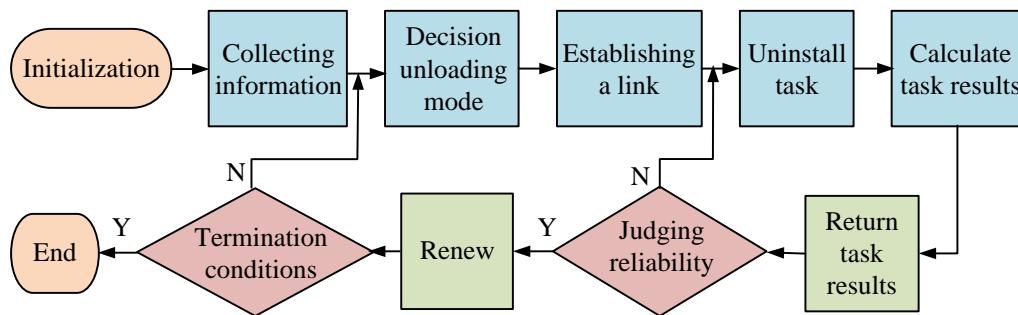 Initialization
Collecting
information
Decision
unloading
mode
Establishing
a link
Uninstall
task
Calculate
task results
N
N
End
Y
Termination
conditions
Renew
Y
Judging
reliability
Return
task
results